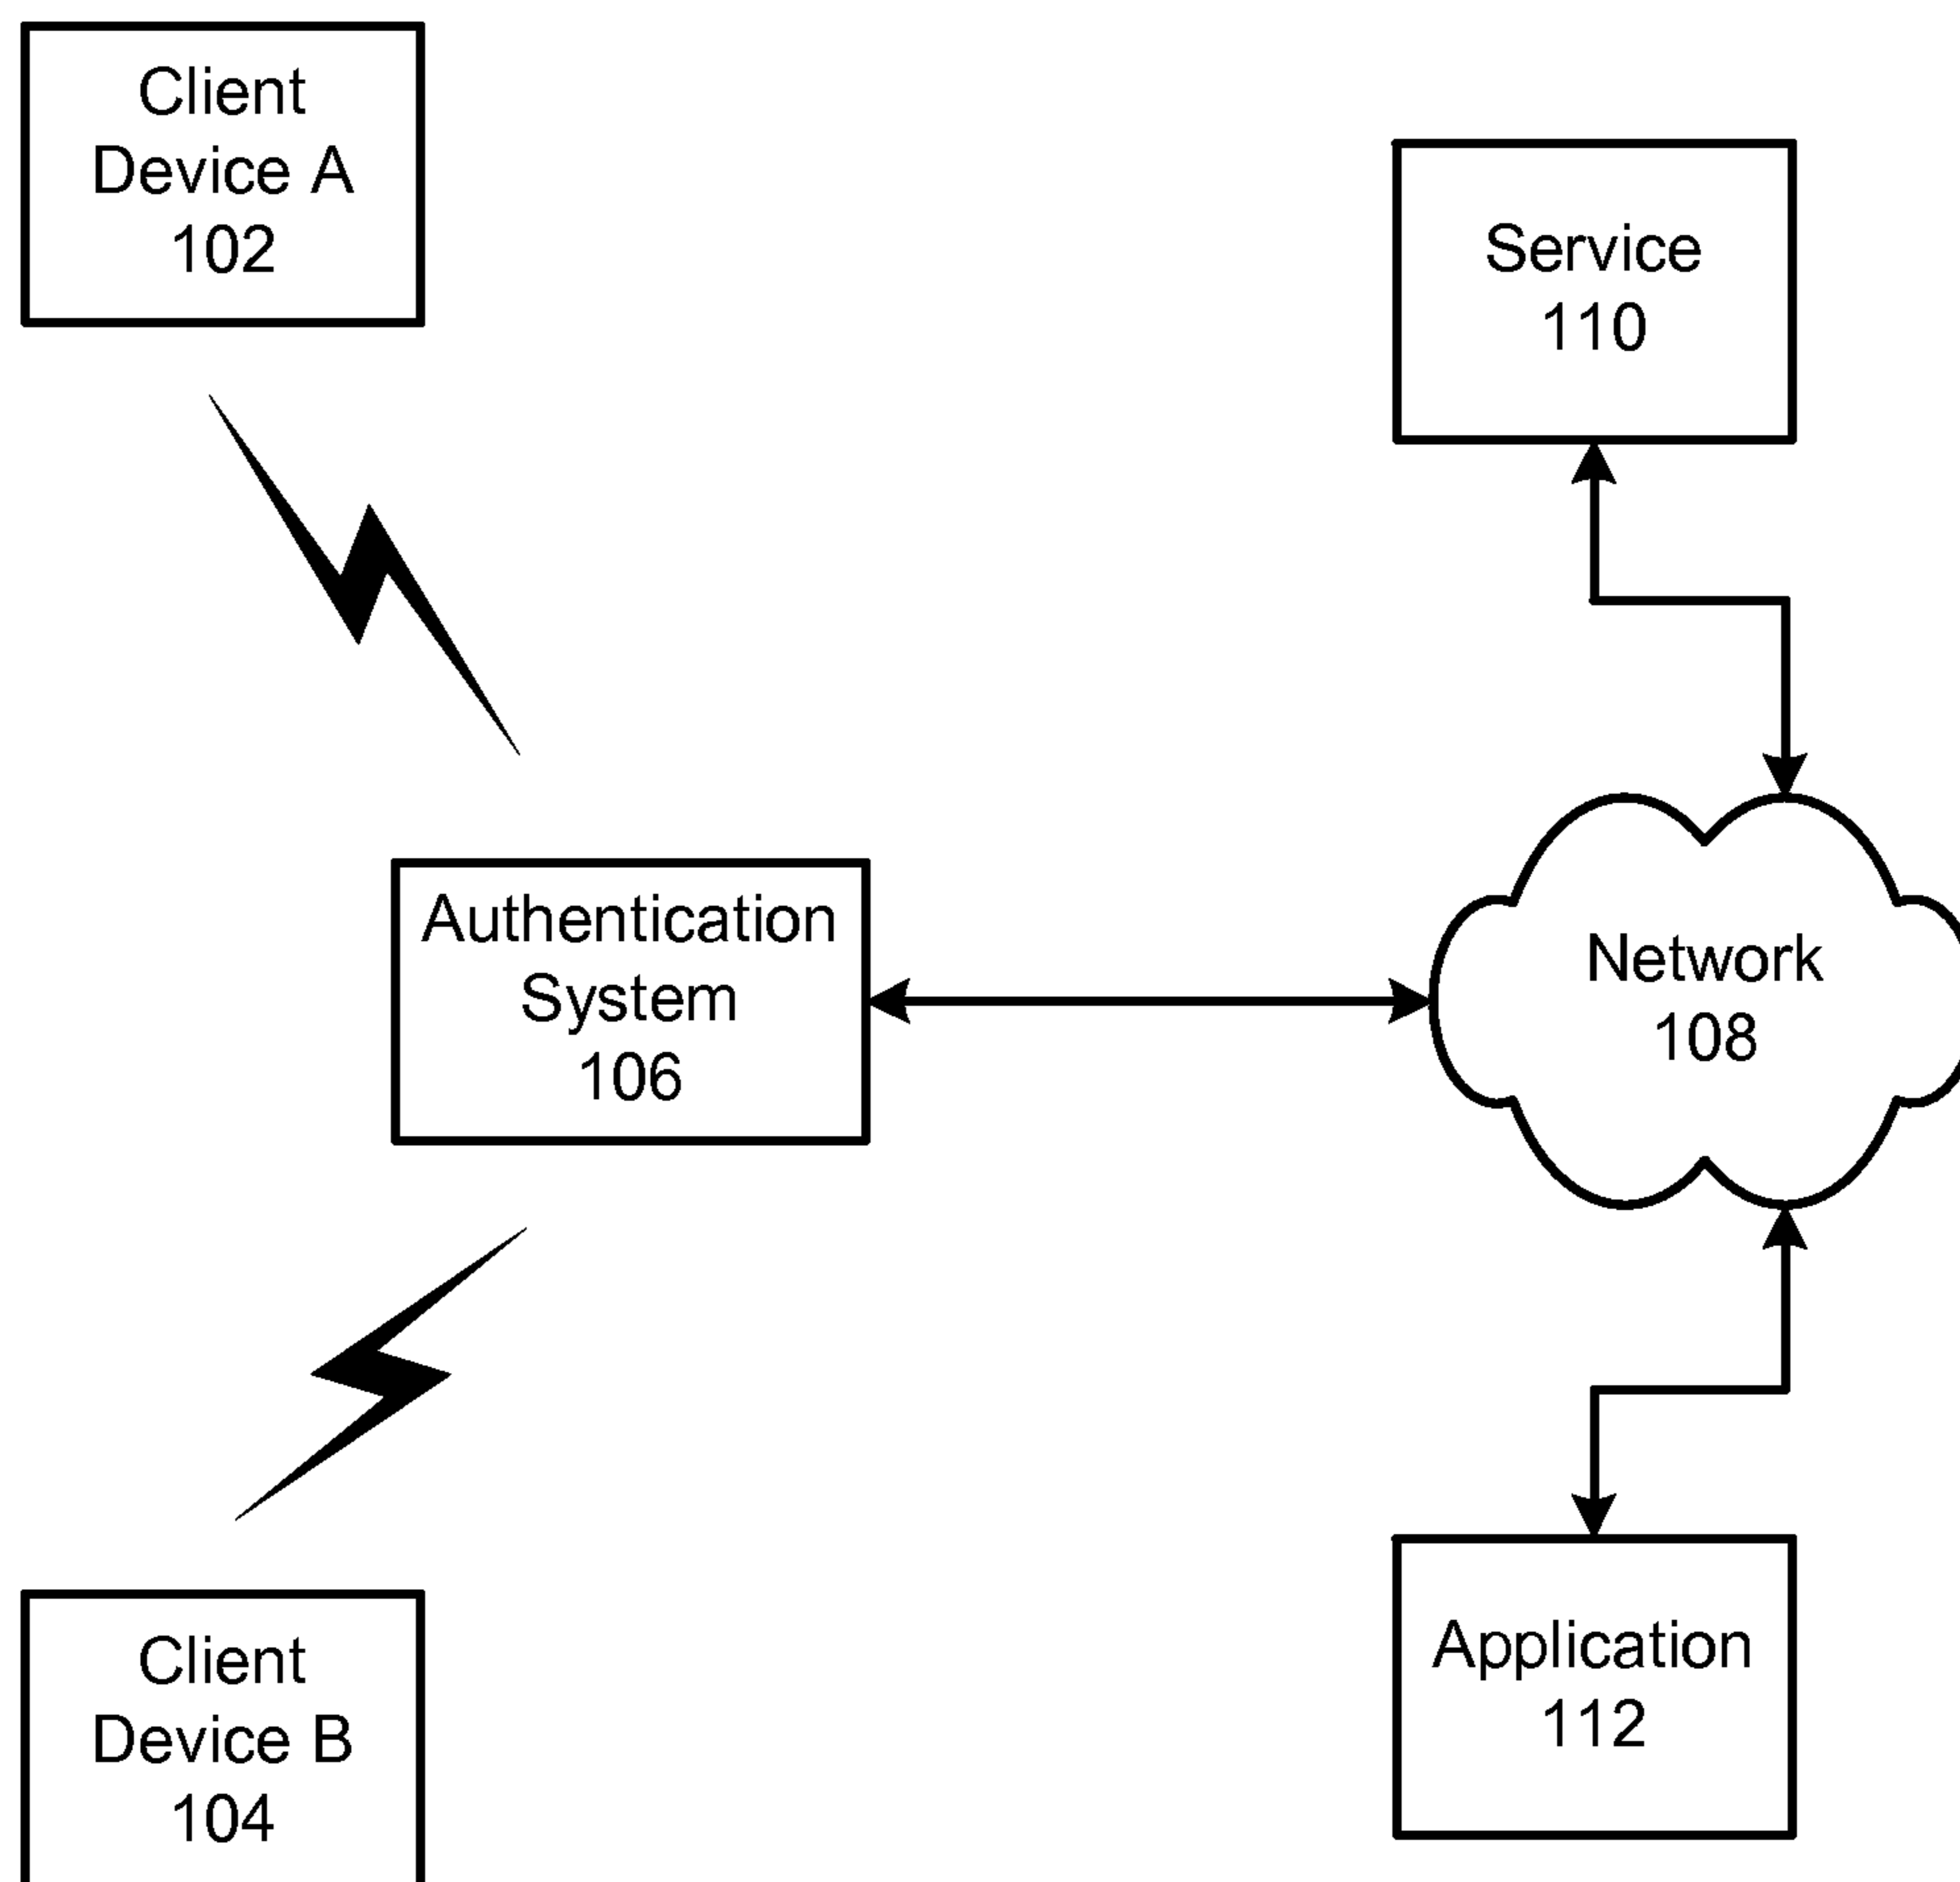 Client
Device A
102
Service
110
Authentication
System
106
Network
108
Client
Device B
104
Application
112